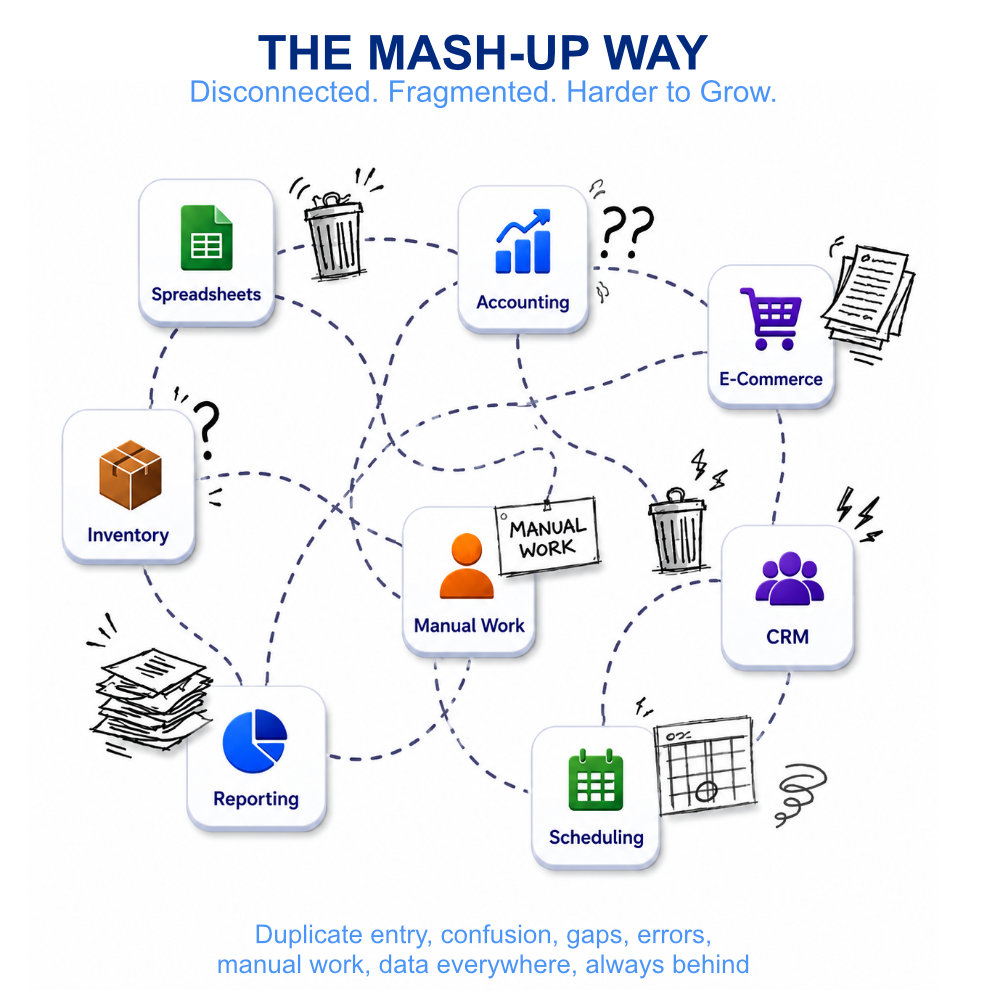 THE MASH-UP WAY
Disconnected. Fragmented. Harder to Grow.
Spreadsheets
Accounting
??
E-Commerce
Inventory
?
MANUAL
WORK
Manual Work
CRM
Reporting
Scheduling
Duplicate entry, confusion, gaps, errors,
manual work, data everywhere, always behind